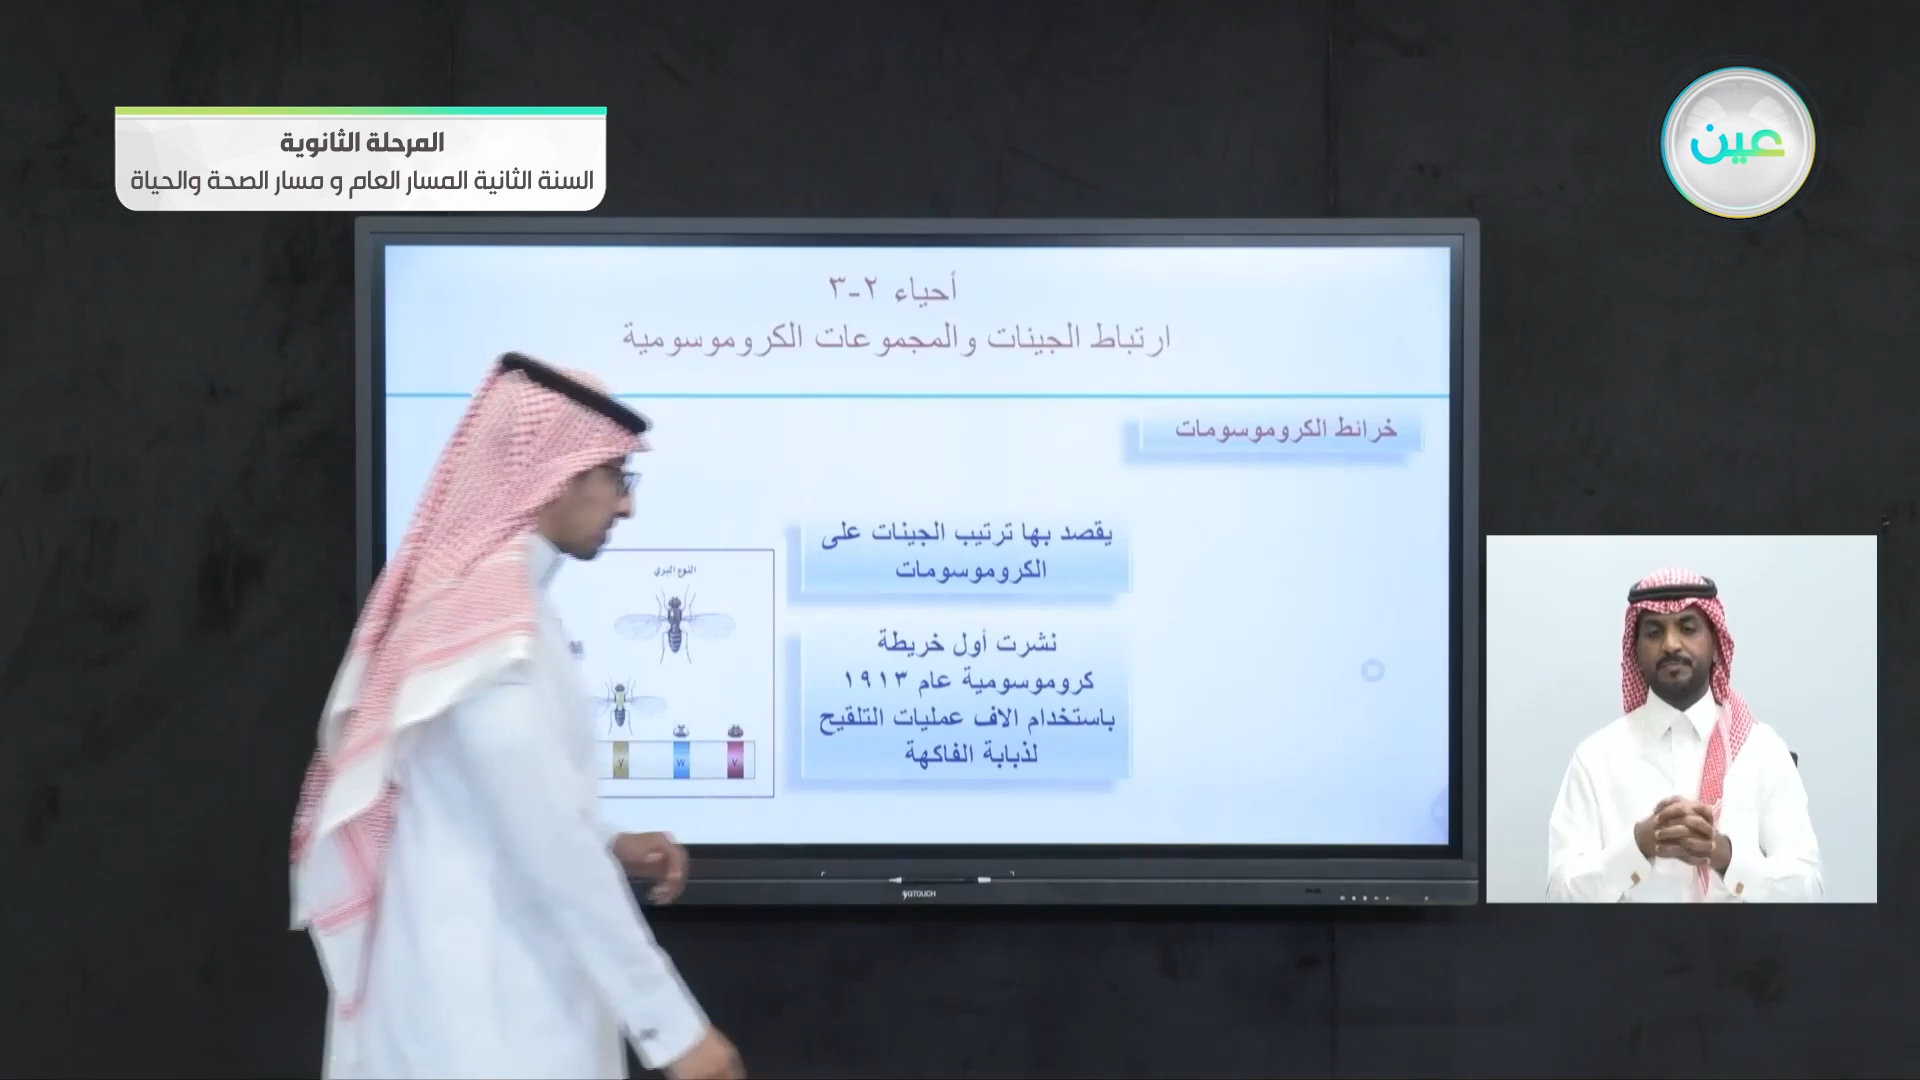 المرحلة الثانوية
السنة الثانية المسار العام و مسار الصحة والحياة
عين
أحياء ٢-٣
ارتباط الجينات والمجموعات الكروموسومية
خرائط الكروموسومات
يقصد بها ترتيب الجينات على
الكروموسومات
نشرت أول خريطة
كروموسومية عام ١٩١٣
باستخدام الاف عمليات التلقيح
لذبابة الفاكهة
النوع البري
y
w
v